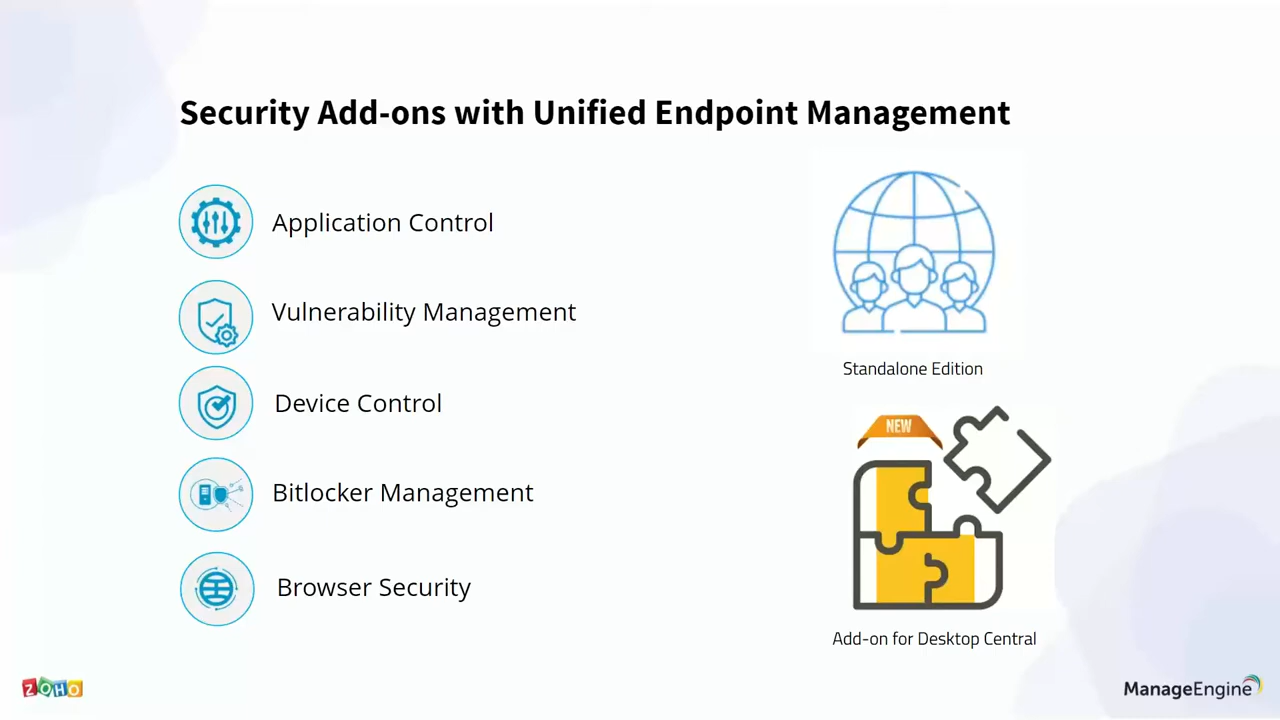 Security Add-ons with Unified Endpoint Management
Application Control
Vulnerability Management
Device Control
Bitlocker Management
Browser Security
Standalone Edition
NEW
Add-on for Desktop Central
ZOHO
ManageEngine